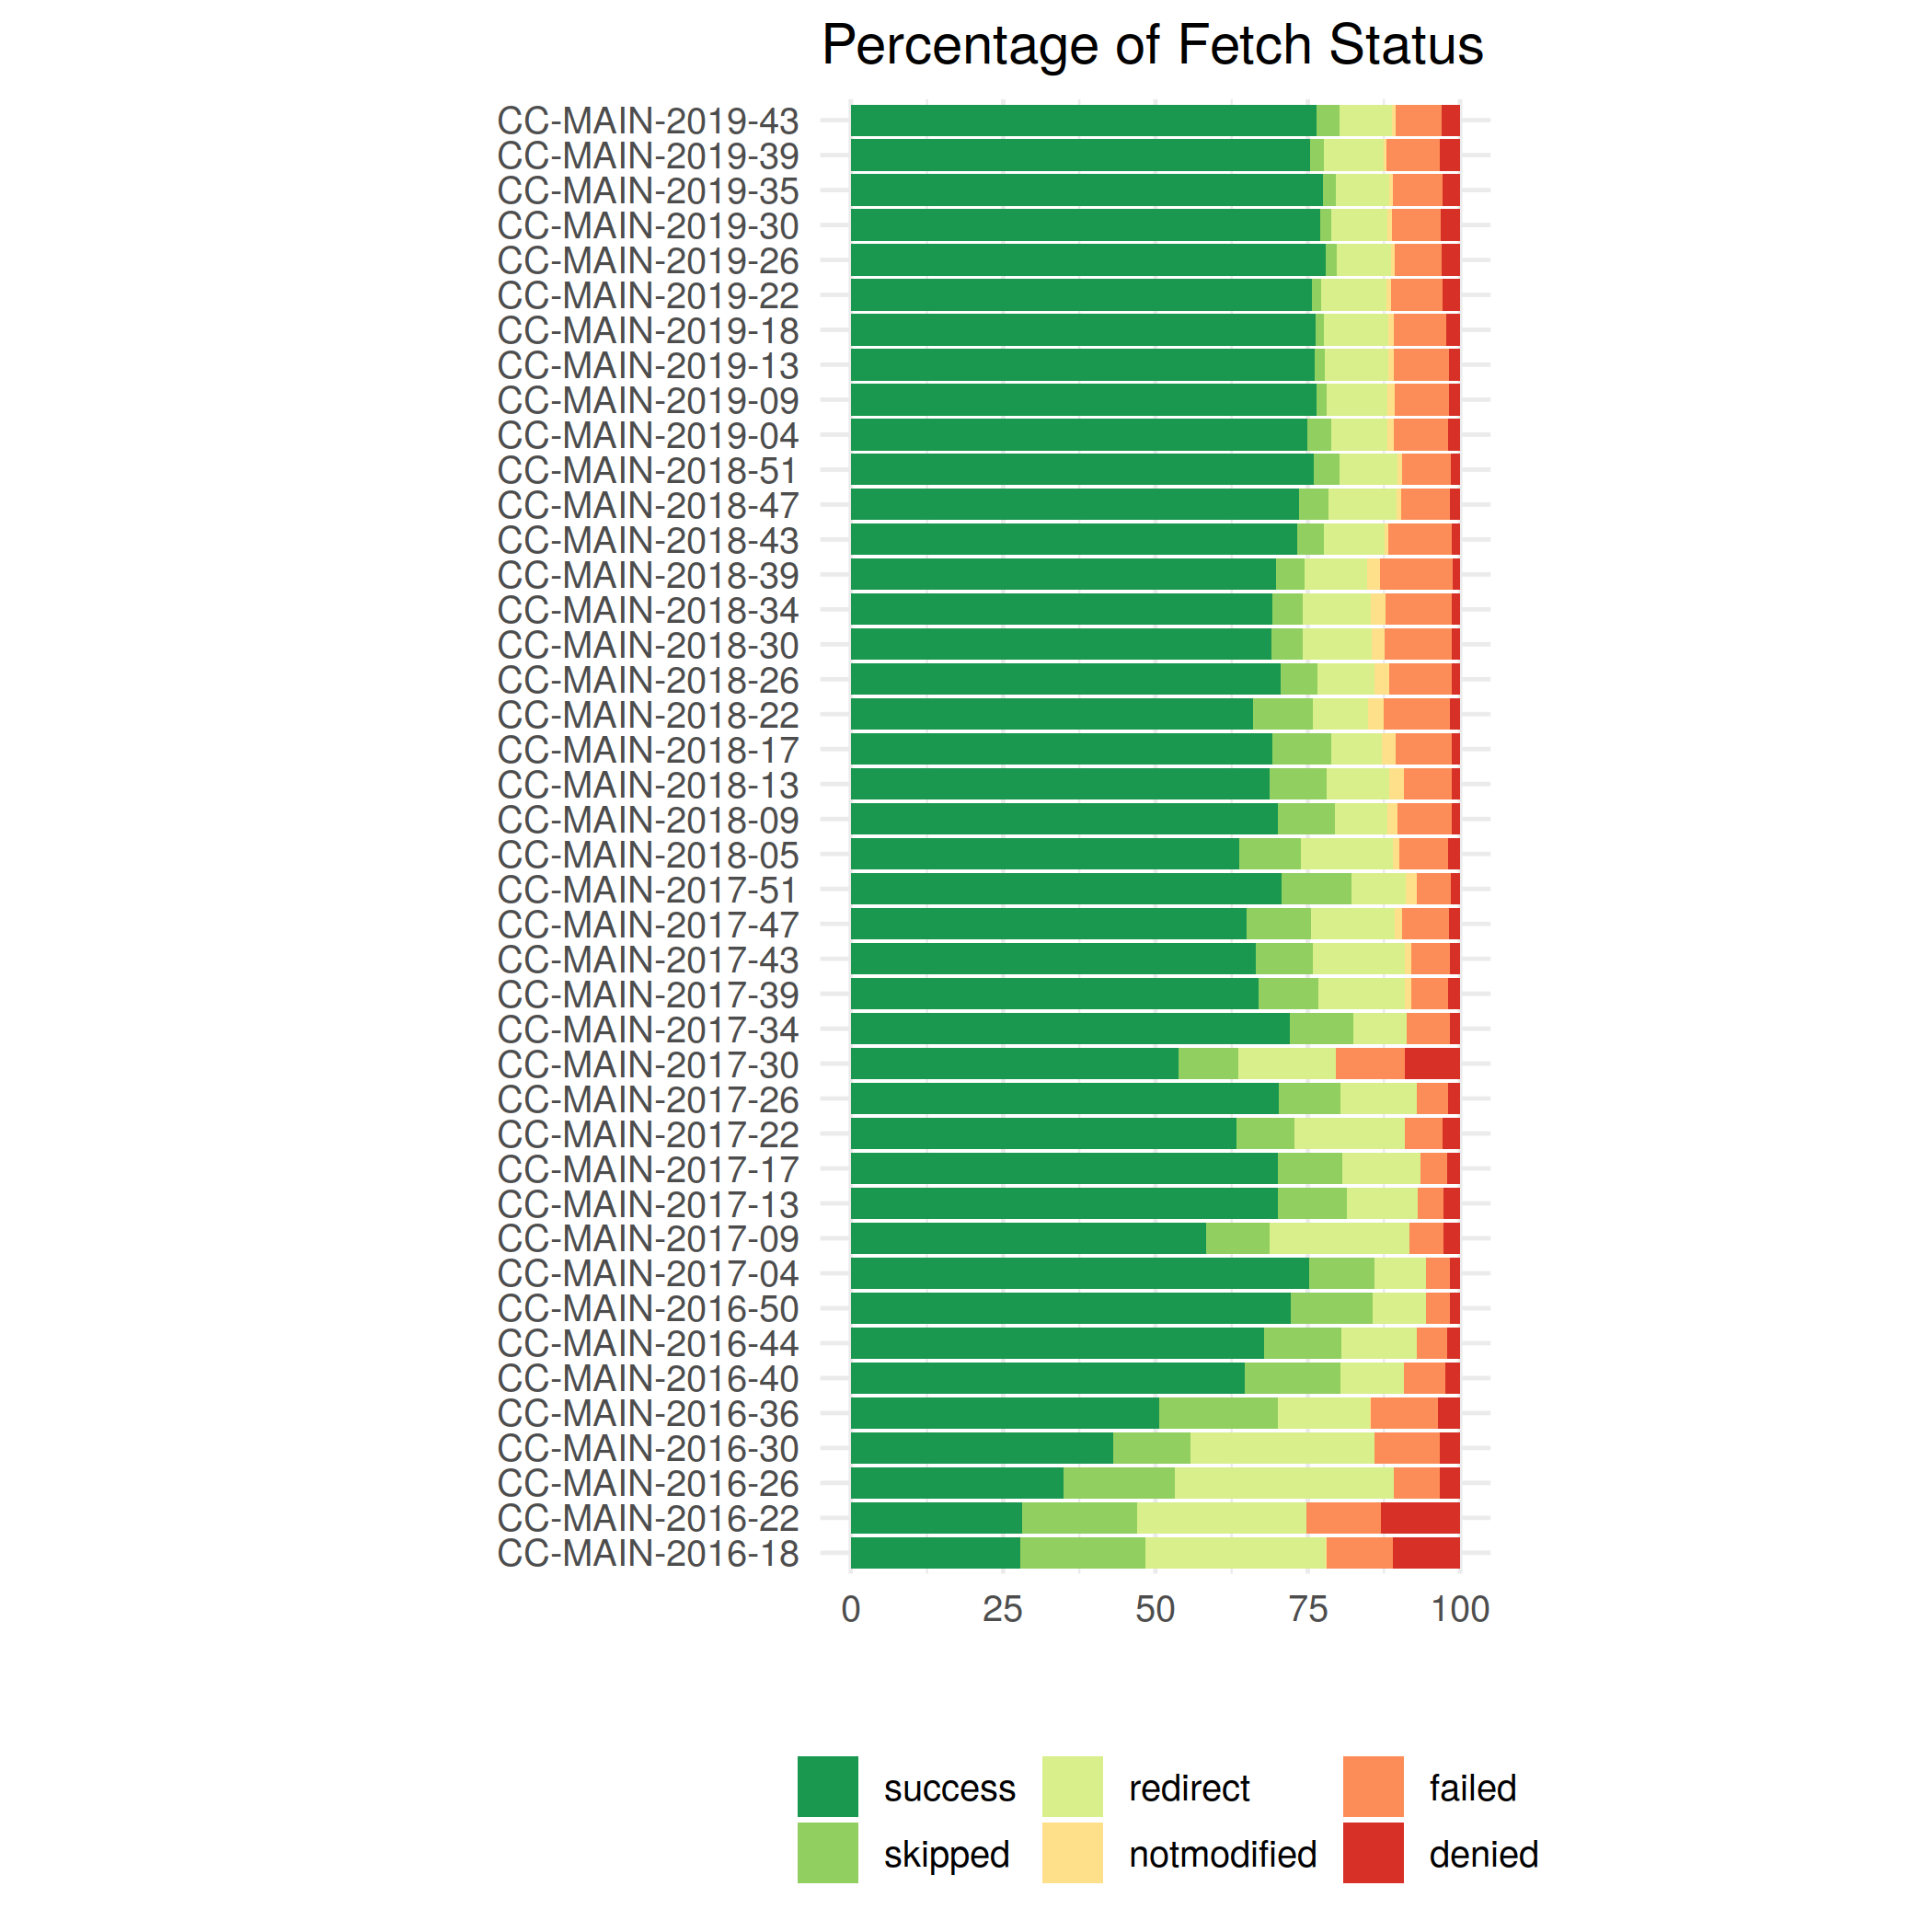 Percentage of Fetch Status
CC-MAIN-2019-43
CC-MAIN-2019-39
CC-MAIN-2019-35
CC-MAIN-2019-30
CC-MAIN-2019-26
CC-MAIN-2019-22
CC-MAIN-2019-18
CC-MAIN-2019-13
CC-MAIN-2019-09
CC-MAIN-2019-04
CC-MAIN-2018-51
CC-MAIN-2018-47
CC-MAIN-2018-43
CC-MAIN-2018-39
CC-MAIN-2018-34
CC-MAIN-2018-30
CC-MAIN-2018-26
CC-MAIN-2018-22
CC-MAIN-2018-17
CC-MAIN-2018-13
CC-MAIN-2018-09
CC-MAIN-2018-05
CC-MAIN-2017-51
CC-MAIN-2017-47
CC-MAIN-2017-43
CC-MAIN-2017-39
CC-MAIN-2017-34
CC-MAIN-2017-30
CC-MAIN-2017-26
CC-MAIN-2017-22
CC-MAIN-2017-17
CC-MAIN-2017-13
CC-MAIN-2017-09
CC-MAIN-2017-04
CC-MAIN-2016-50
CC-MAIN-2016-44
CC-MAIN-2016-40
CC-MAIN-2016-36
CC-MAIN-2016-30
CC-MAIN-2016-26
CC-MAIN-2016-22
CC-MAIN-2016-18
0 25 50 75 100
success redirect failed
skipped notmodified denied